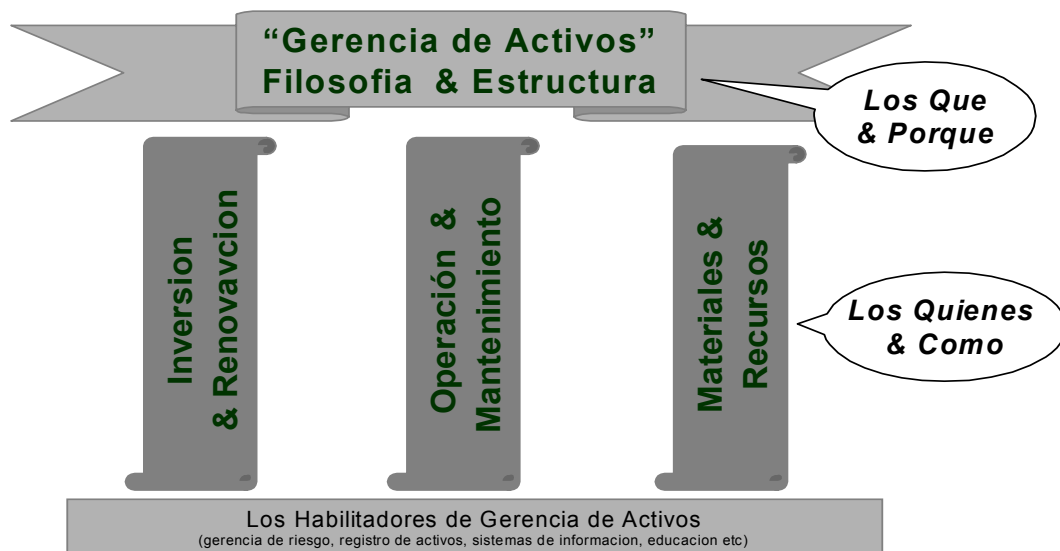 “Gerencia de Activos”
Filosofia & Estructura
Los Que
& Porque
Inversion
& Renovavcion
Operación &
Mantenimiento
Materiales &
Recursos
Los Quienes
& Como
Los Habilitadores de Gerencia de Activos
(gerencia de riesgo, registro de activos, sistemas de informacion, educacion etc)